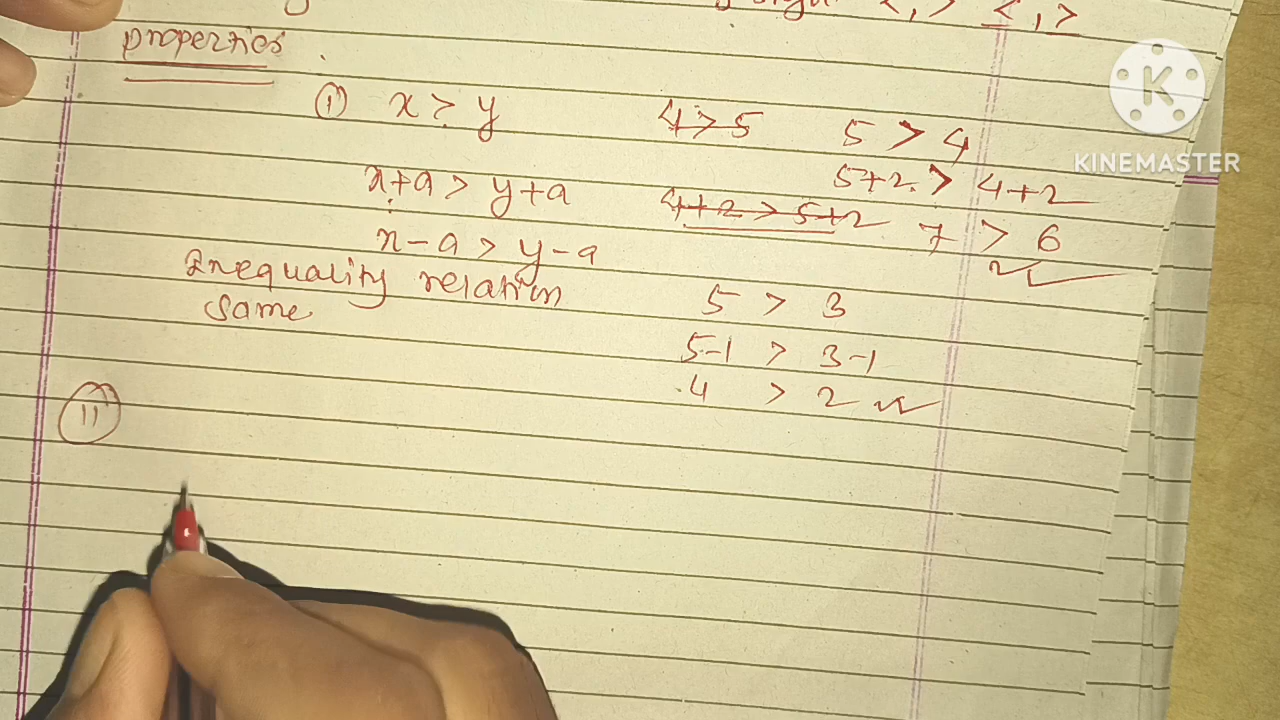 <, > ≤, ≥
properties
(i) x > y 4 > 5 5 > 4
x+a > y+a 4+2 > 5+2 5+2 > 4+2
7 > 6
x-a > y-a
Inequality relation
same
5 > 3
5-1 > 3-1
4 > 2
(ii)
K
KINEMASTER